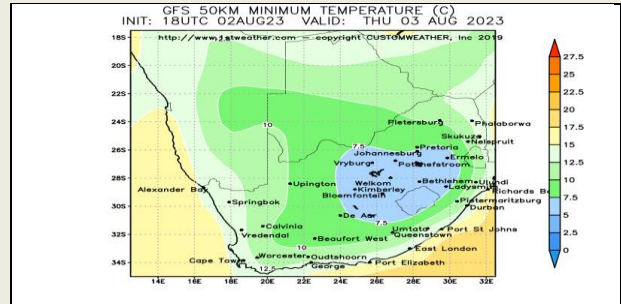 GFS 50KM MINIMUM TEMPERATURE (C)
INIT: 18UTC 02AUG23 VALID: THU 03 AUG 2023
http://www.1stweather.com — copyright CUSTOMWEATHER, Inc 2019
18S
20S
22S
24S
26S
28S
30S
32S
34S
14E 16E 18E 20E 22E 24E 26E 28E 30E 32E
27.5
25
22.5
20
17.5
15
12.5
10
7.5
5
2.5
0
10
Pietersburg Phalaborwa
Skukuza
7.5 Pretoria Nelspruit
Johannesburg
Vryburg Potchefstroom Ermelo
Welkom Bethlehem Ulundi
Alexander Bay Upington Kimberley Ladysmith
Bloemfontein Richards B
Springbok Pietermaritzburg
De Aar Durban
7.5
Calvinia Umtata Port St Johns
Vredendal Beaufort West Queenstown
10 East London
Worcester Oudtshoorn
Cape Town George Port Elizabeth
12.5